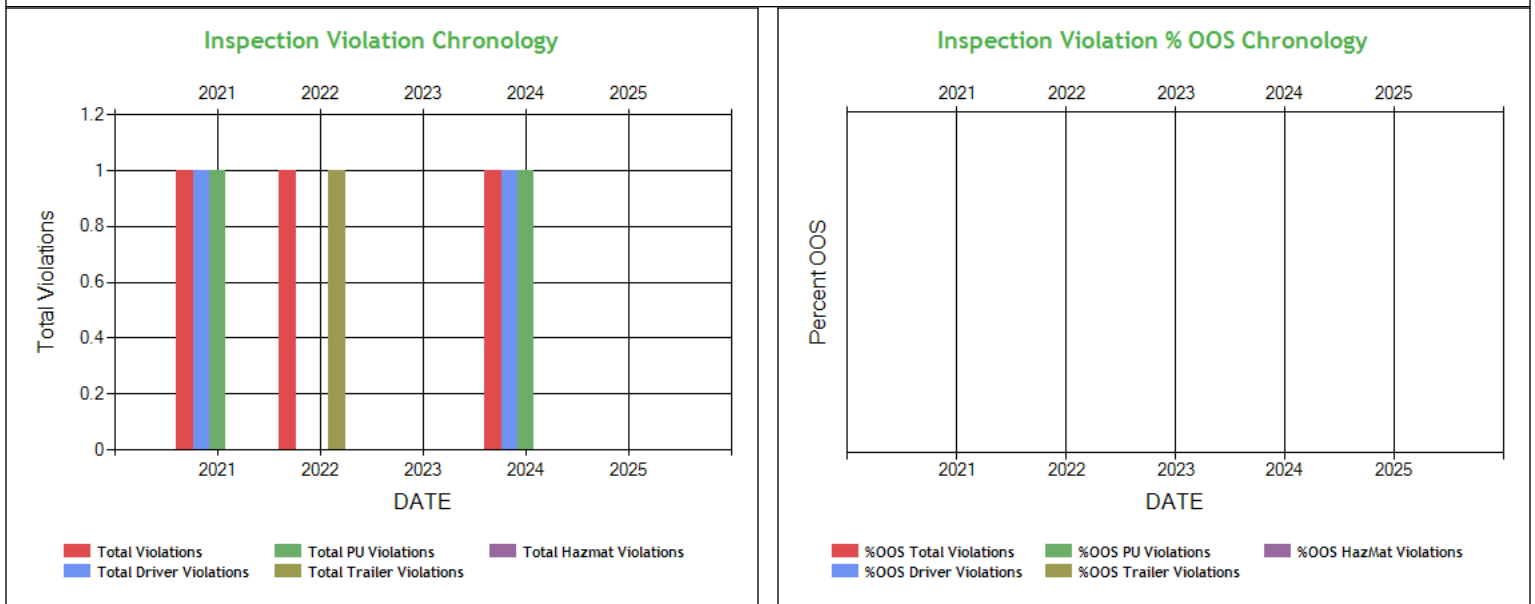 Inspection Violation Chronology
2021 2022 2023 2024 2025
1.2
1
0.8
0.6
0.4
0.2
0
Total Violations
2021 2022 2023 2024 2025
DATE
Total Violations Total PU Violations Total Hazmat Violations
Total Driver Violations Total Trailer Violations
Inspection Violation % OOS Chronology
2021 2022 2023 2024 2025
Percent OOS
2021 2022 2023 2024 2025
DATE
%OOS Total Violations %OOS PU Violations %OOS HazMat Violations
%OOS Driver Violations %OOS Trailer Violations